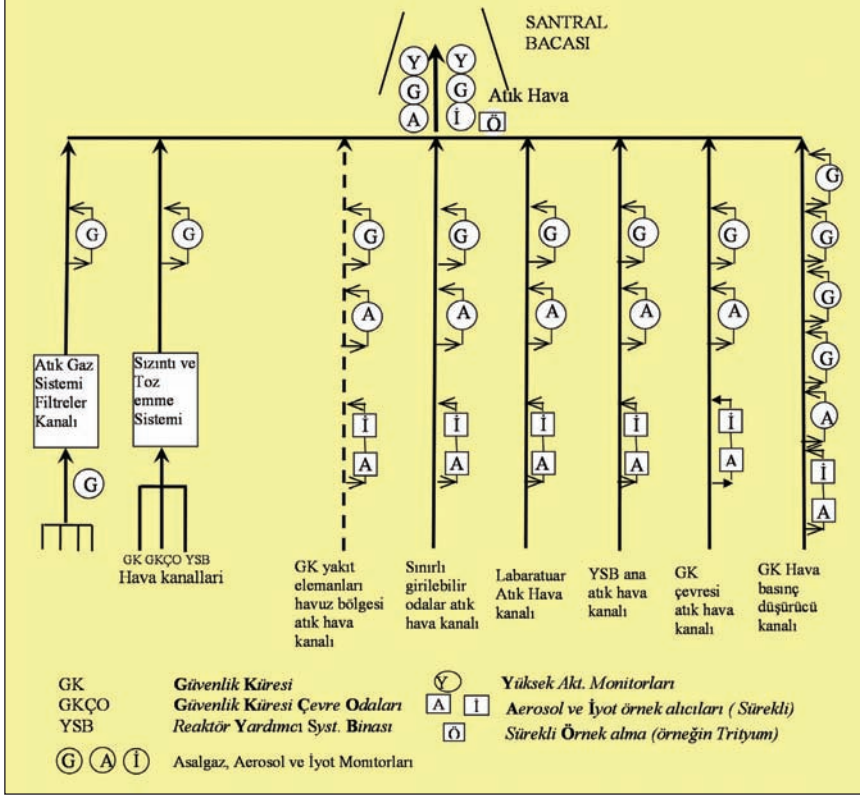 SANTRAL
BACASI
Y Y
G G
A İ
Atık Hava
Ö
G G G G G G G G
G
A A A A A
G
G
Atık Gaz
Sistemi
Filtreler
Kanalı
Sızıntı ve
Toz
emme
Sistemi
A
İ İ İ İ İ İ
A A A A A A
G
GK GKÇO YSB
Hava kanallari
GK yakıt
elemanları
havuz bölgesi
atık hava
kanalı
Sınırlı
girilebilir
odalar atık
hava kanalı
Labaratuar
Atık Hava
kanalı
YSB ana
atık hava
kanalı
GK
çevresi
atık hava
kanalı
GK Hava
basınç
düşürücü
kanalı
GK Güvenlik Küresi
GKÇO Güvenlik Küresi Çevre Odaları
YSB Reaktör Yardımcı Syst. Binası
G A İ Asalgaz, Aerosol ve İyot Monıtorları
Y Yüksek Akt. Monitorları
A İ Aerosol ve İyot örnek alıcıları ( Sürekli)
Ö Sürekli Örnek alma (örneğin Trityum)